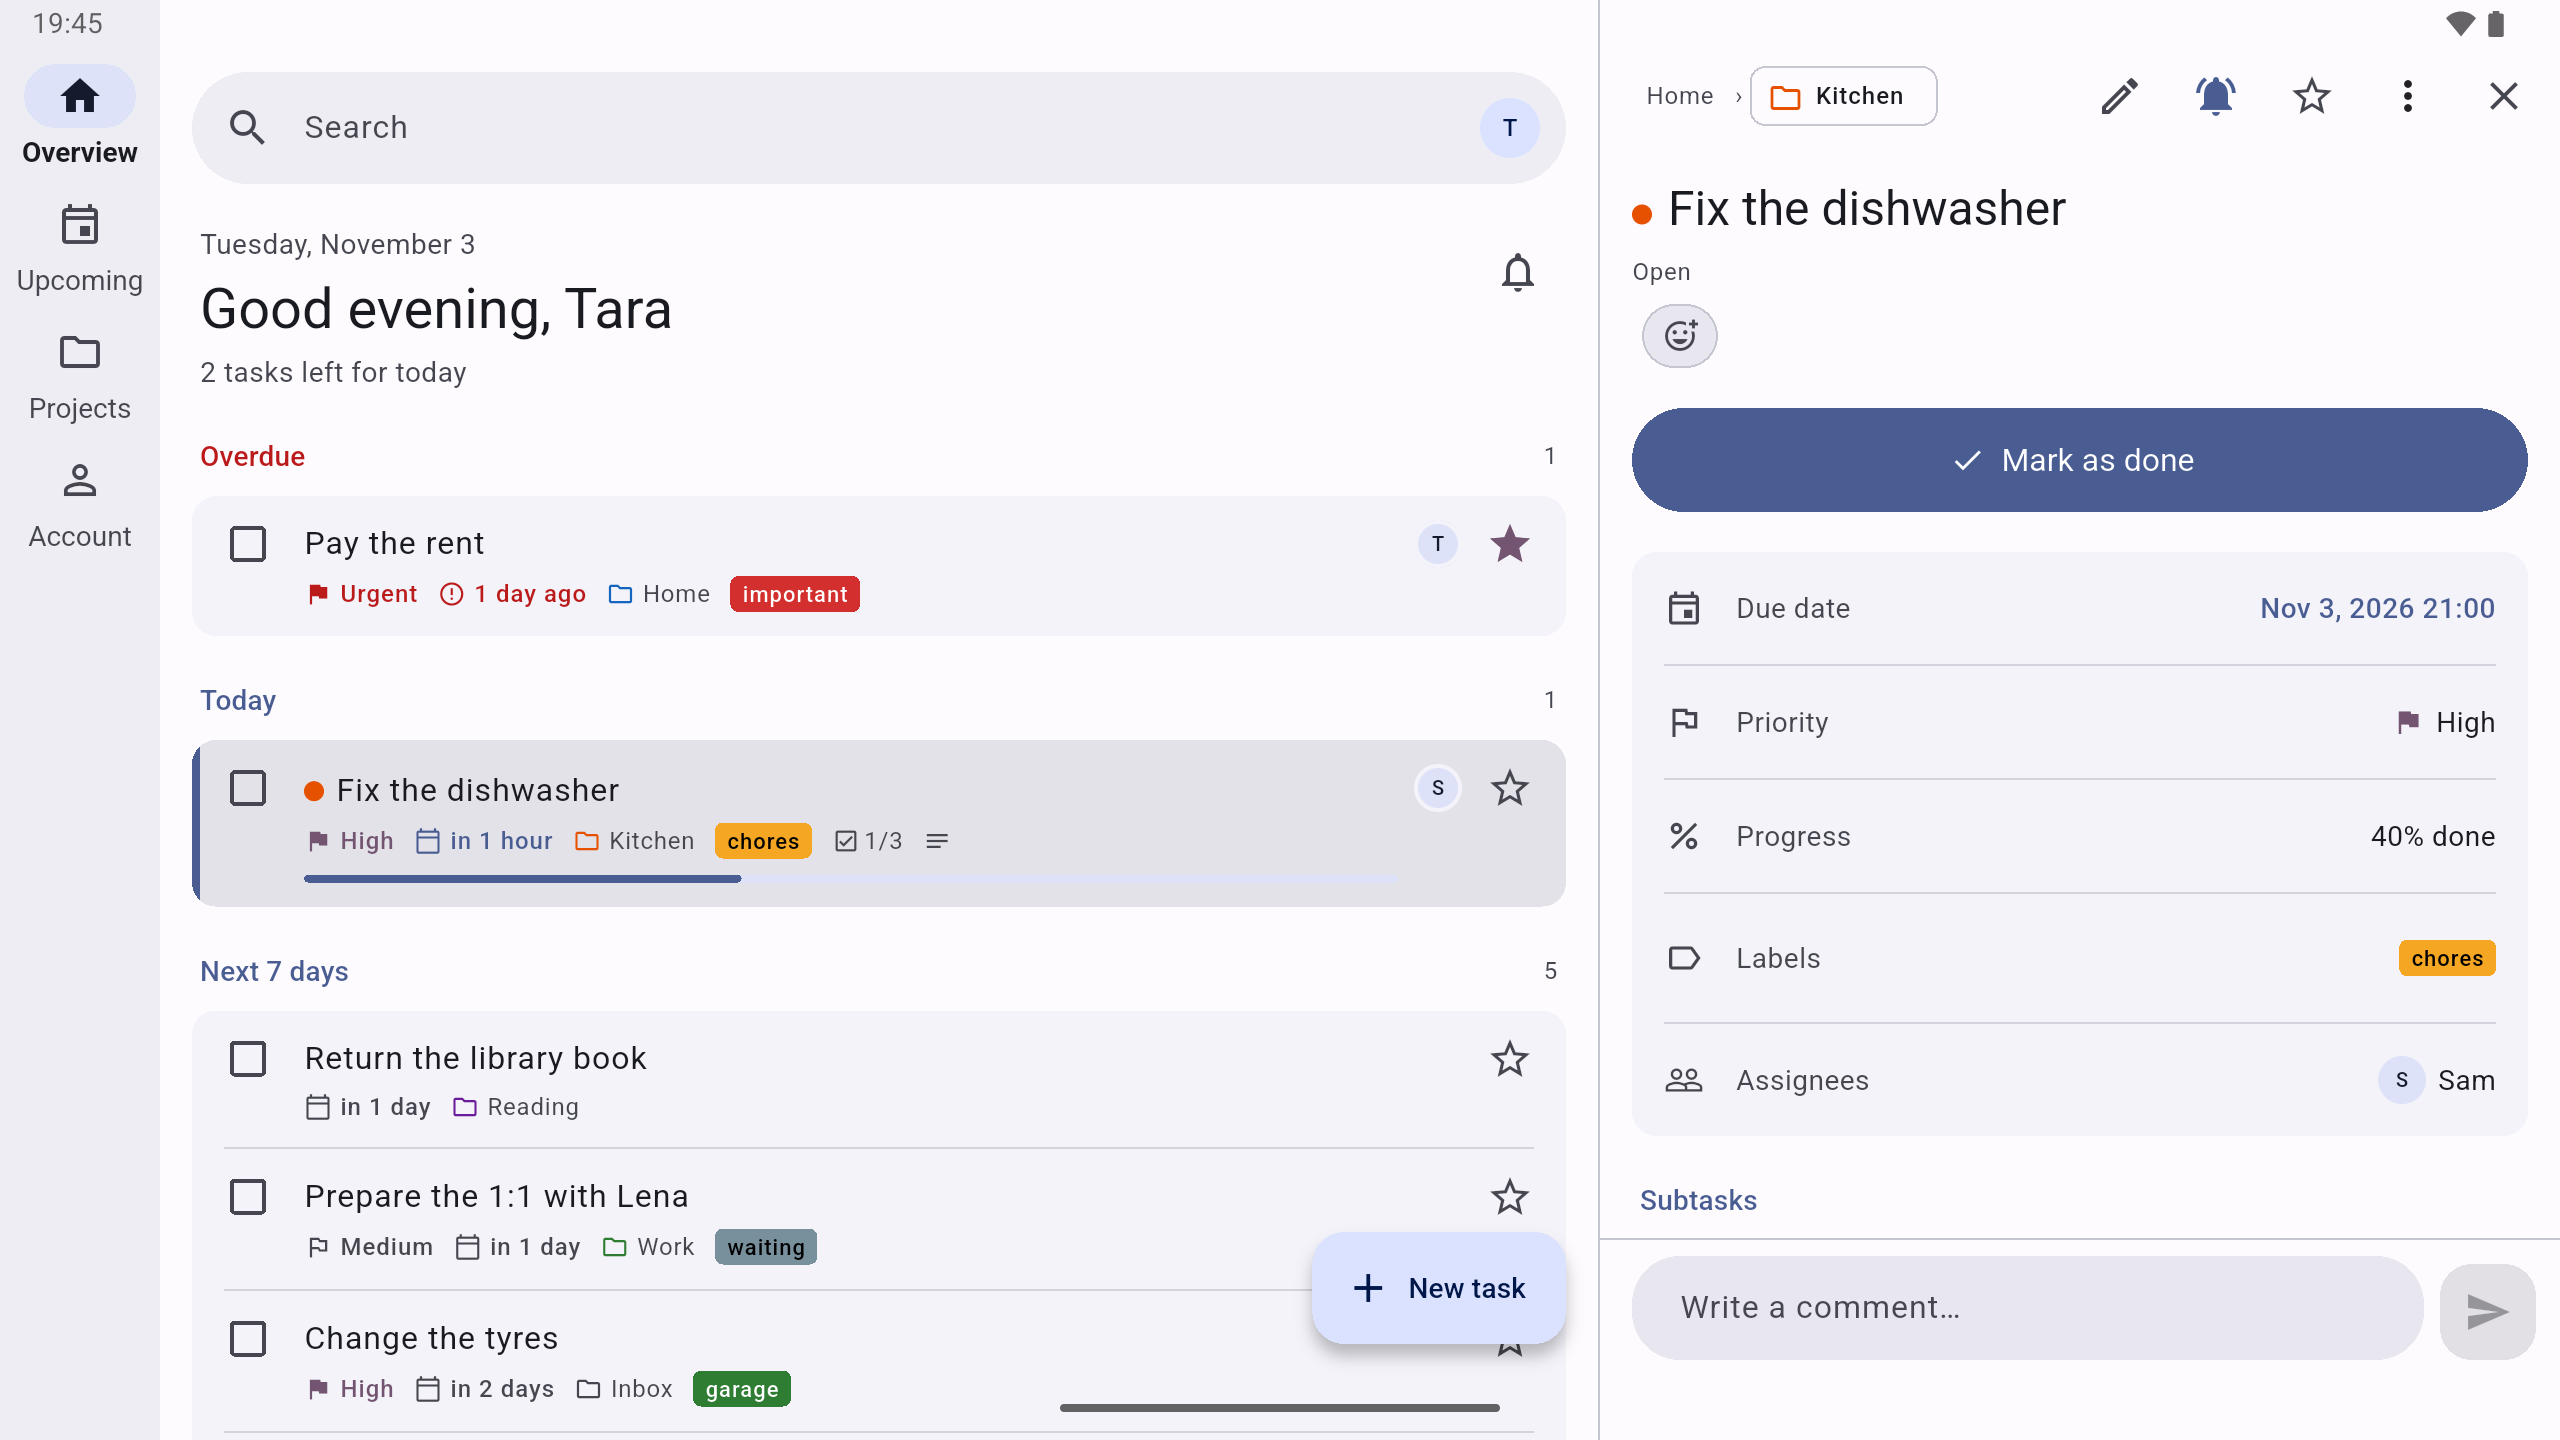 19:45
Overview
Upcoming
Projects
Account
Search
T
Tuesday, November 3
Good evening, Tara
2 tasks left for today
Overdue 1
Pay the rent T
Urgent 1 day ago Home important
Today 1
Fix the dishwasher S
High in 1 hour Kitchen chores 1/3
Next 7 days 5
Return the library book
in 1 day Reading
Prepare the 1:1 with Lena
Medium in 1 day Work waiting
New task
Change the tyres
High in 2 days Inbox garage
Home › Kitchen
Fix the dishwasher
Open
Mark as done
Due date Nov 3, 2026 21:00
Priority High
Progress 40% done
Labels chores
Assignees S Sam
Subtasks
Write a comment…